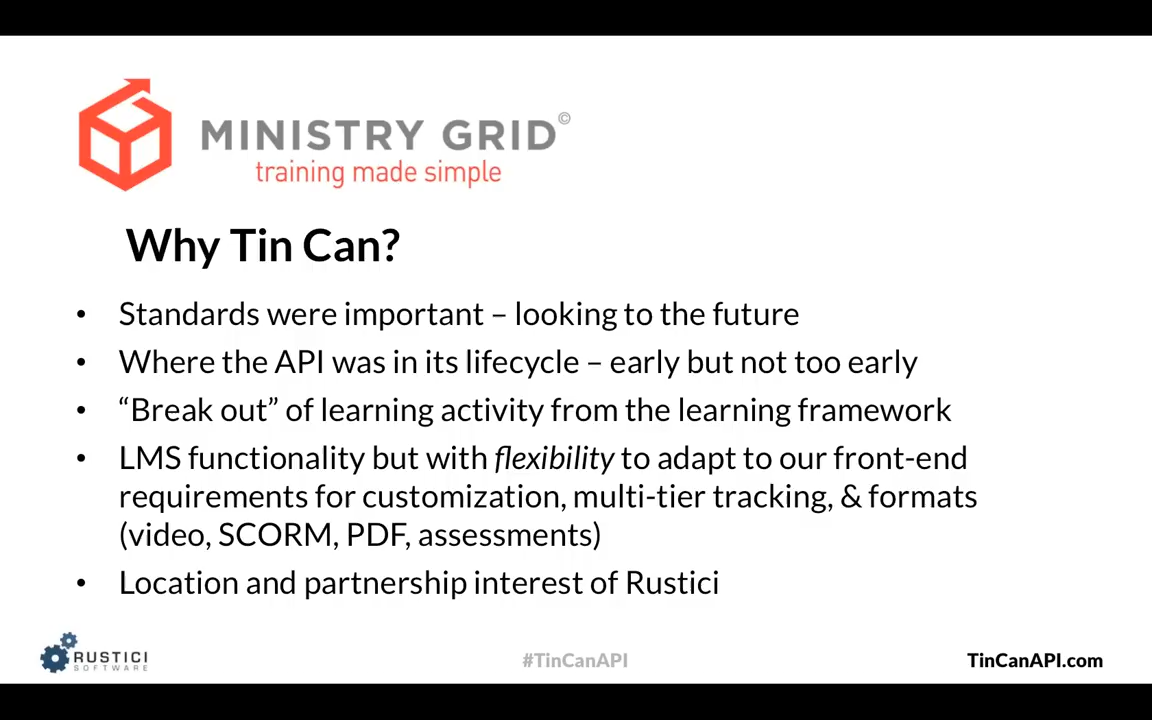 MINISTRY GRID©
training made simple
Why Tin Can?
• Standards were important – looking to the future
• Where the API was in its lifecycle – early but not too early
• “Break out” of learning activity from the learning framework
• LMS functionality but with flexibility to adapt to our front-end
requirements for customization, multi-tier tracking, & formats
(video, SCORM, PDF, assessments)
• Location and partnership interest of Rustici
RUSTICI
SOFTWARE
#TinCanAPI
TinCanAPI.com